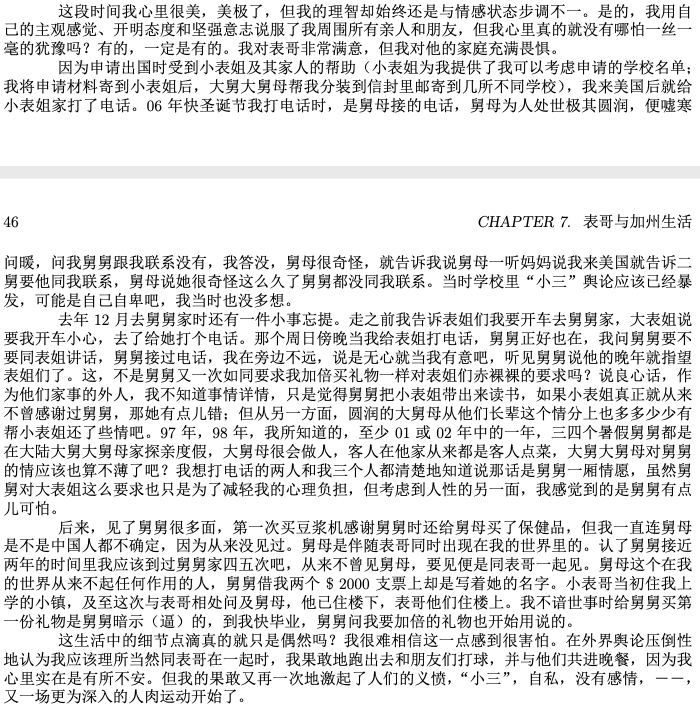 这段时间我心里很美，美极了，但我的理智却始终还是与情感状态步调不一。是的，我用自
己的主观感觉、开明态度和坚强意志说服了我周围所有亲人和朋友，但我心里真的就没有哪怕一丝一
毫的犹豫吗？有的，一定是有的。我对表哥非常满意，但我对他的家庭充满畏惧。
因为申请出国时受到小表姐及其家人的帮助（小表姐为我提供了我可以考虑申请的学校名单；
我将申请材料寄到小表姐后，大舅大舅母帮我分装到信封里邮寄到几所不同学校），我来美国后就给
小表姐家打了电话。06 年快圣诞节我打电话时，是舅母接的电话，舅母为人处世极其圆润，便嘘寒
46
CHAPTER 7. 表哥与加州生活
问暖，问我舅舅跟我联系没有，我答没，舅母很奇怪，就告诉我说舅母一听妈妈说我来美国就告诉二
舅要他同我联系，舅母说她很奇怪这么久了舅舅都没同我联系。当时学校里“小三”舆论应该已经暴
发，可能是自己自卑吧，我当时也没多想。
去年 12 月去舅舅家时还有一件小事忘提。走之前我告诉表姐们我要开车去舅舅家，大表姐说
要我开车小心，去了给她打个电话。那个周日傍晚当我给表姐打电话，舅舅正好也在，我问舅舅要不
要同表姐讲话，舅舅接过电话，我在旁边不远，说是无心就当我有意吧，听见舅舅说他的晚年就指望
表姐们了。这，不是舅舅又一次如同要求我加倍买礼物一样对表姐们赤裸裸的要求吗？说良心话，作
为他们家事的外人，我不知道事情详情，只是觉得舅舅把小表姐带出来读书，如果小表姐真正就从来
不曾感谢过舅舅，那她有点儿错；但从另一方面，圆润的大舅母从他们长辈这个情分上也多多少少有
帮小表姐还了些情吧。97 年，98 年，我所知道的，至少 01 或 02 年中的一年，三四个暑假舅舅都是
在大陆大舅大舅母家探亲度假，大舅母很会做人，客人在他家从来都是客人点菜，大舅大舅母对舅舅
的情应该也算不薄了吧？我想打电话的两人和我三个人都清楚地知道说那话是舅舅一厢情愿，虽然舅
舅对大表姐这么要求也只是为了减轻我的心理负担，但考虑到人性的另一面，我感觉到的是舅舅有点
儿可怕。
后来，见了舅舅很多面，第一次买豆浆机感谢舅舅时还给舅母买了保健品，但我一直连舅母
是不是中国人都不确定，因为从来没见过。舅母是伴随表哥同时出现在我的世界里的。认了舅舅接近
两年的时间里我应该到过舅舅家四五次吧，从来不曾见舅母，要见便是同表哥一起见。舅母这个在我
的世界从来不起任何作用的人，舅舅借我两个 $ 2000 支票上却是写着她的名字。小表哥当初住我上
学的小镇，及至这次与表哥相处问及舅母，他已住楼下，表哥他们住楼上。我不谙世事时给舅舅买第
一份礼物是舅舅暗示（逼）的，到我快毕业，舅舅问我要加倍的礼物也开始用说的。
这生活中的细节点滴真的就只是偶然吗？我很难相信这一点感到很害怕。在外界舆论压倒性
地认为我应该理所当然同表哥在一起时，我果敢地跑出去和朋友们打球，并与他们共进晚餐，因为我
心里实在是有所不安。但我的果敢又再一次地激起了人们的义愤，“小三”，自私，没有感情，－－，
又一场更为深入的人肉运动开始了。